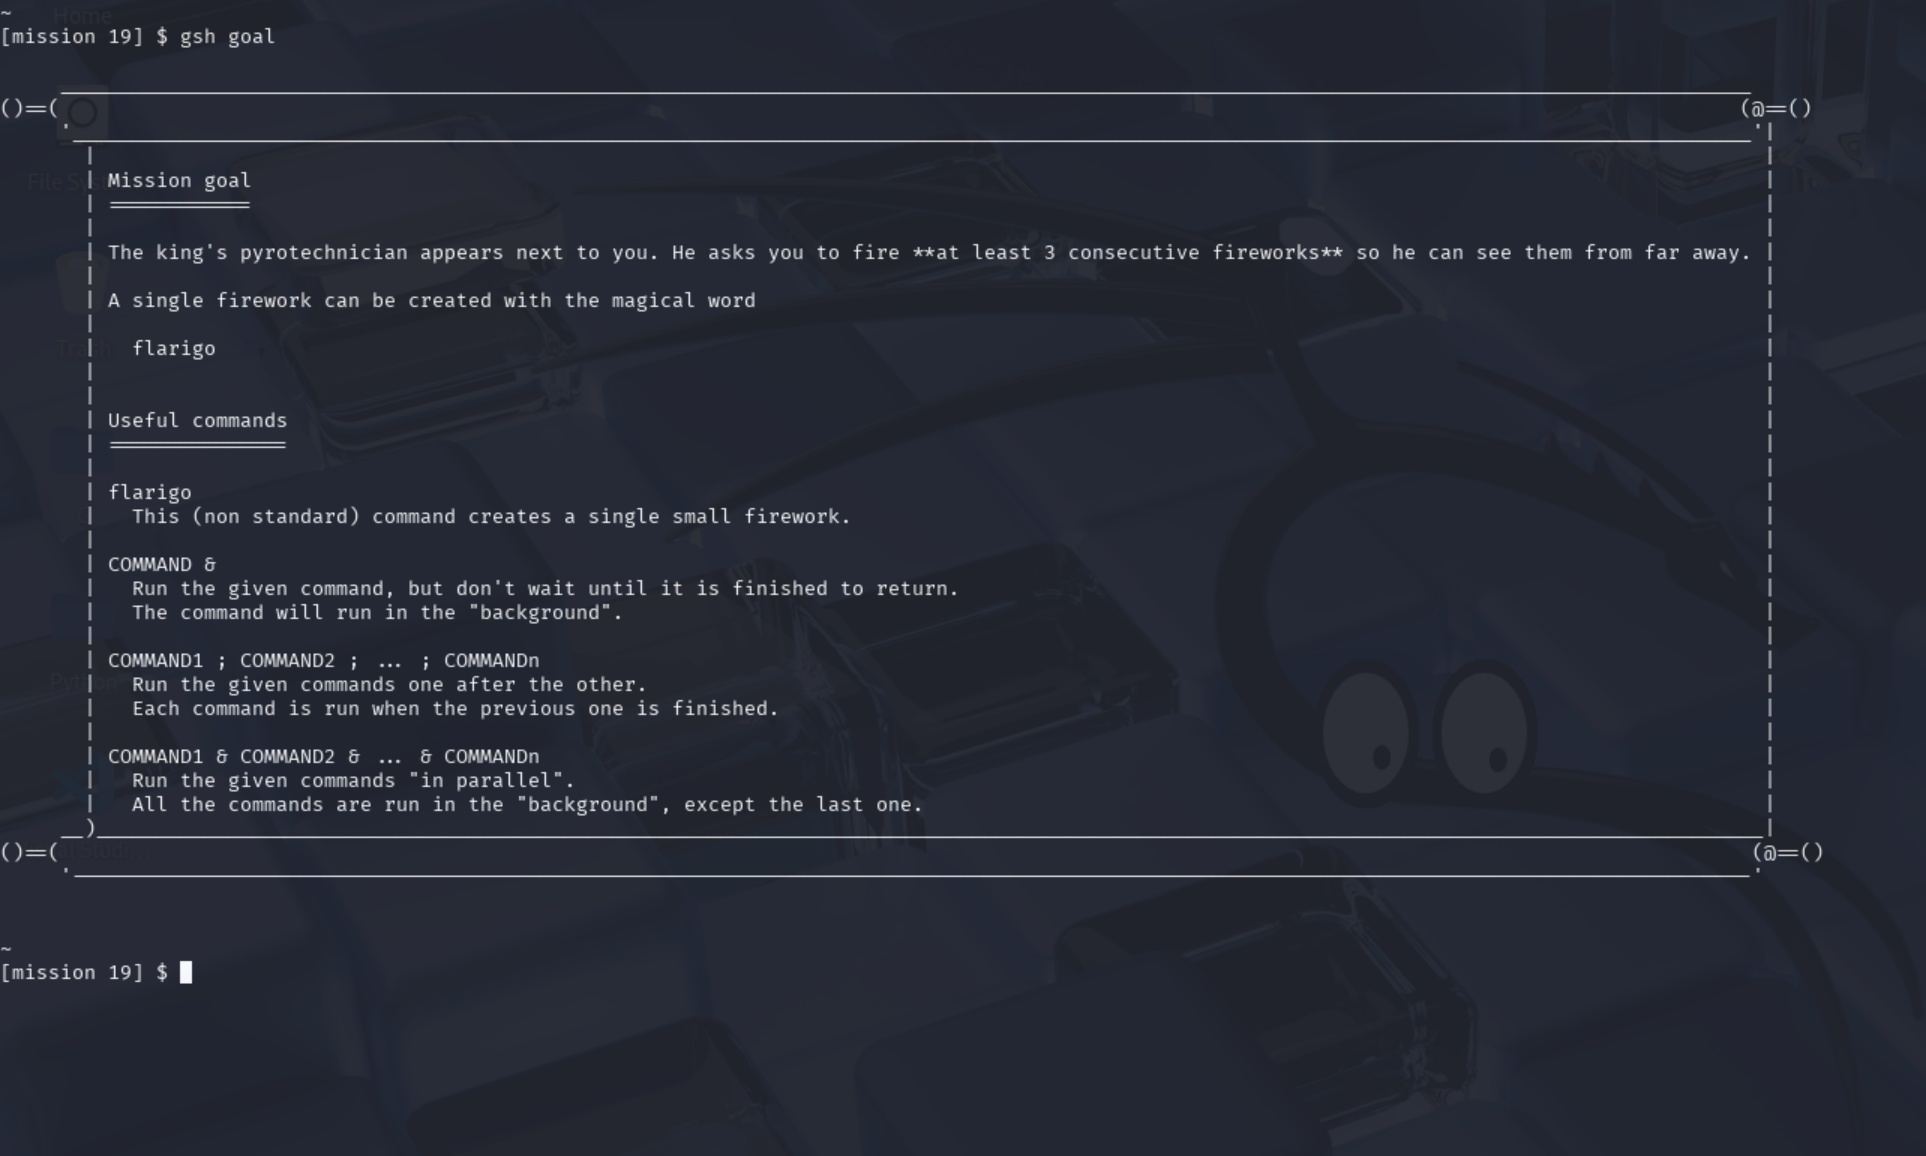 ~
[mission 19] $ gsh goal
()==( (@==()
Mission goal
============
The king's pyrotechnician appears next to you. He asks you to fire **at least 3 consecutive fireworks** so he can see them from far away.
A single firework can be created with the magical word
flarigo
Useful commands
===============
flarigo
This (non standard) command creates a single small firework.
COMMAND &
Run the given command, but don't wait until it is finished to return.
The command will run in the "background".
COMMAND1 ; COMMAND2 ; ... ; COMMANDn
Run the given commands one after the other.
Each command is run when the previous one is finished.
COMMAND1 & COMMAND2 & ... & COMMANDn
Run the given commands "in parallel".
All the commands are run in the "background", except the last one.
()==( (@==()
~
[mission 19] $
Home
File Sys
Trash